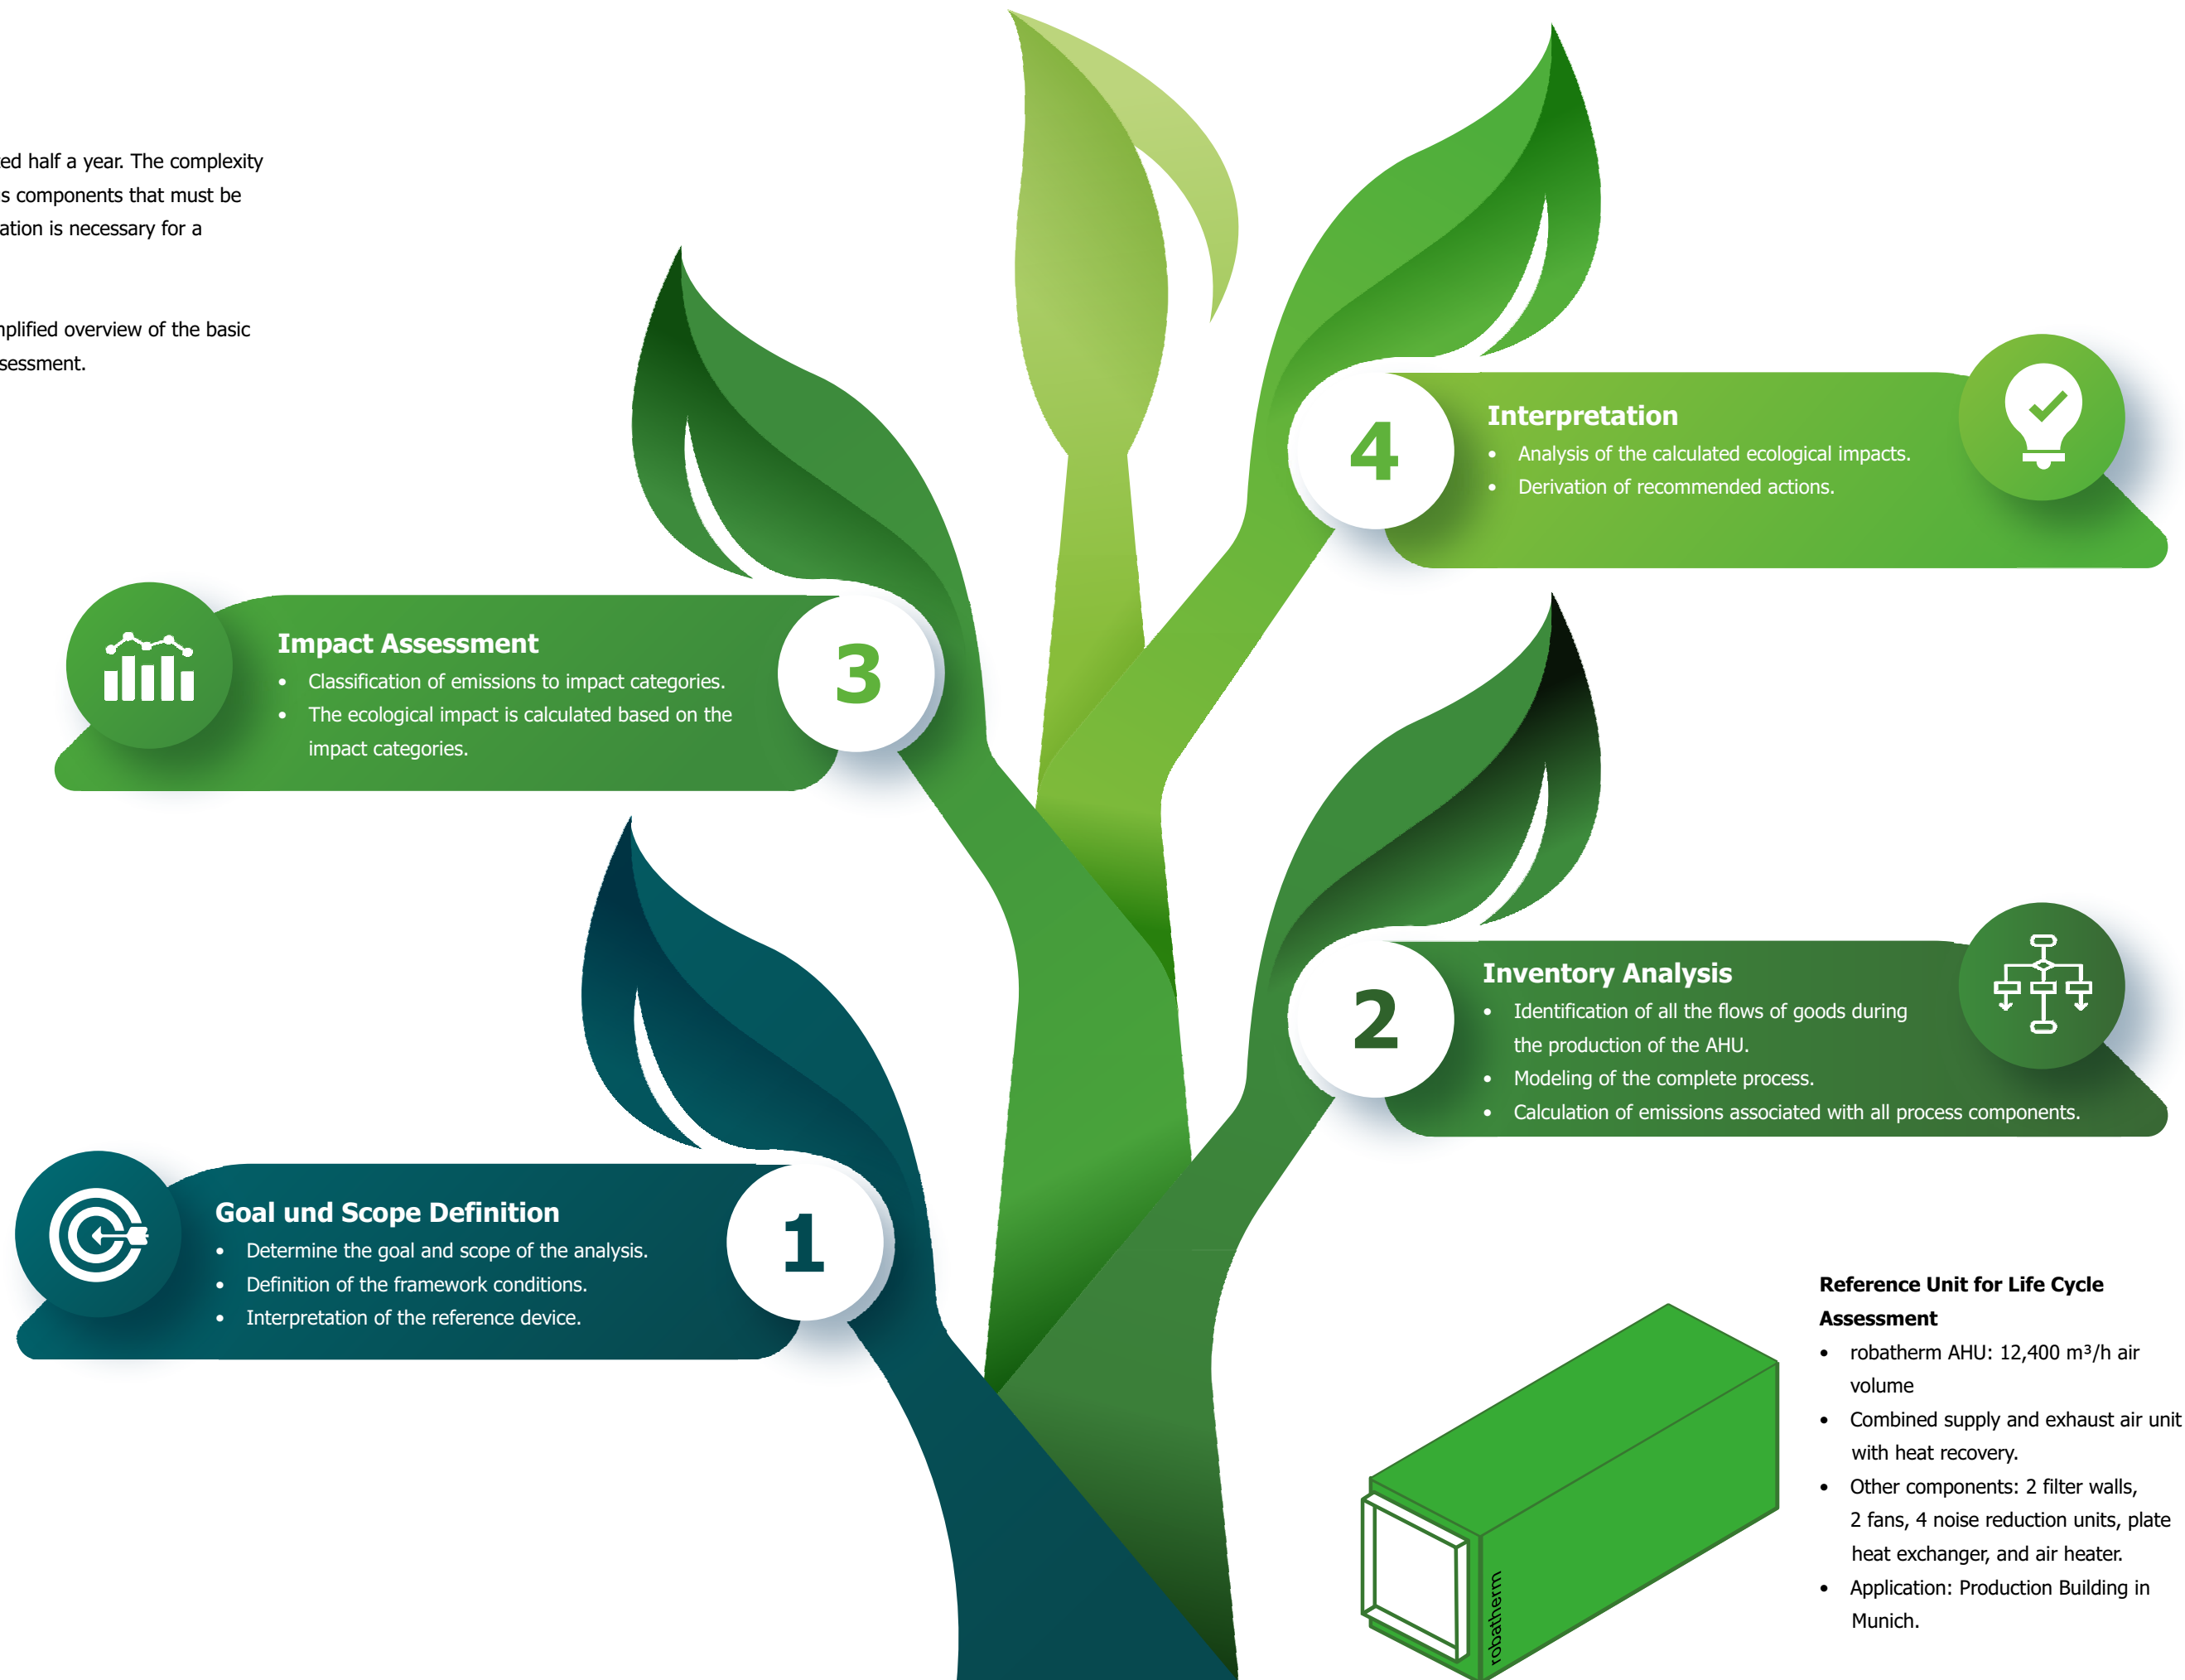 ed half a year. The complexity
s components that must be
ation is necessary for a
nplified overview of the basic
sessment.
4
Interpretation
• Analysis of the calculated ecological impacts.
• Derivation of recommended actions.
Impact Assessment
• Classification of emissions to impact categories.
• The ecological impact is calculated based on the
impact categories.
3
2
Inventory Analysis
• Identification of all the flows of goods during
the production of the AHU.
• Modeling of the complete process.
• Calculation of emissions associated with all process components.
Goal und Scope Definition
• Determine the goal and scope of the analysis.
• Definition of the framework conditions.
• Interpretation of the reference device.
1
Reference Unit for Life Cycle
Assessment
• robatherm AHU: 12,400 m³/h air
volume
• Combined supply and exhaust air unit
with heat recovery.
• Other components: 2 filter walls,
2 fans, 4 noise reduction units, plate
heat exchanger, and air heater.
• Application: Production Building in
Munich.
robatherm